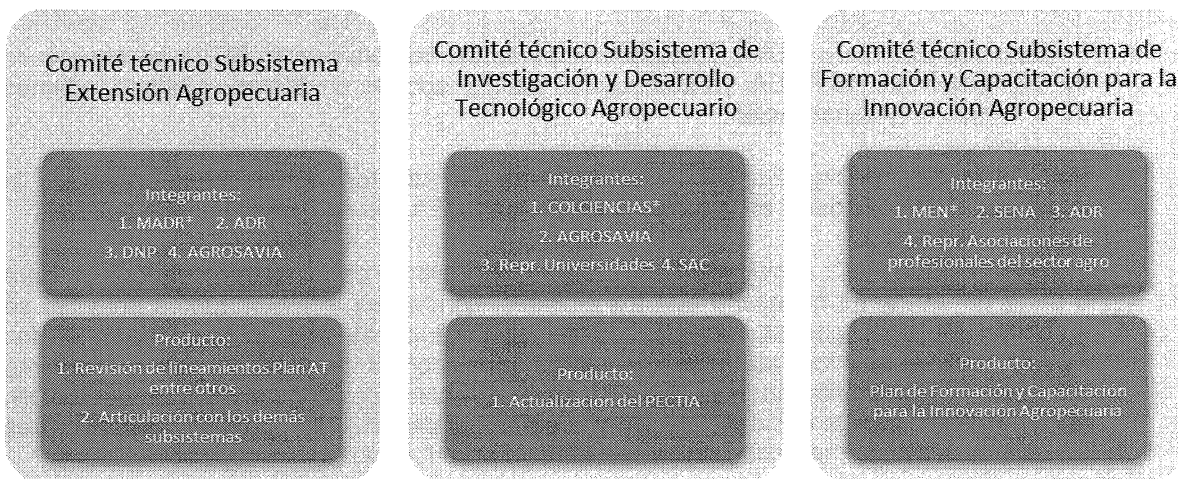 Comité técnico Subsistema
Extensión Agropecuaria
Integrantes:
1. MADR* 2. ADR
3. DNP 4. AGROSAVIA
Producto:
1. Revisión de lineamientos Plan AT
entre otros
2. Articulación con los demás
subsistemas
Comité técnico Subsistema de
Investigación y Desarrollo
Tecnológico Agropecuario
Integrantes:
1. COLCIENCIAS*
2. AGROSAVIA
3. Repr. Universidades 4. SAC
Producto:
1. Actualización del PECTIA
Comité técnico Subsistema de
Formación y Capacitación para la
Innovación Agropecuaria
Integrantes:
1. MEN* 2. SENA 3. ADR
4. Repr. Asociaciones de
profesionales del sector agro
Producto:
Plan de Formación y Capacitación
para la Innovación Agropecuaria